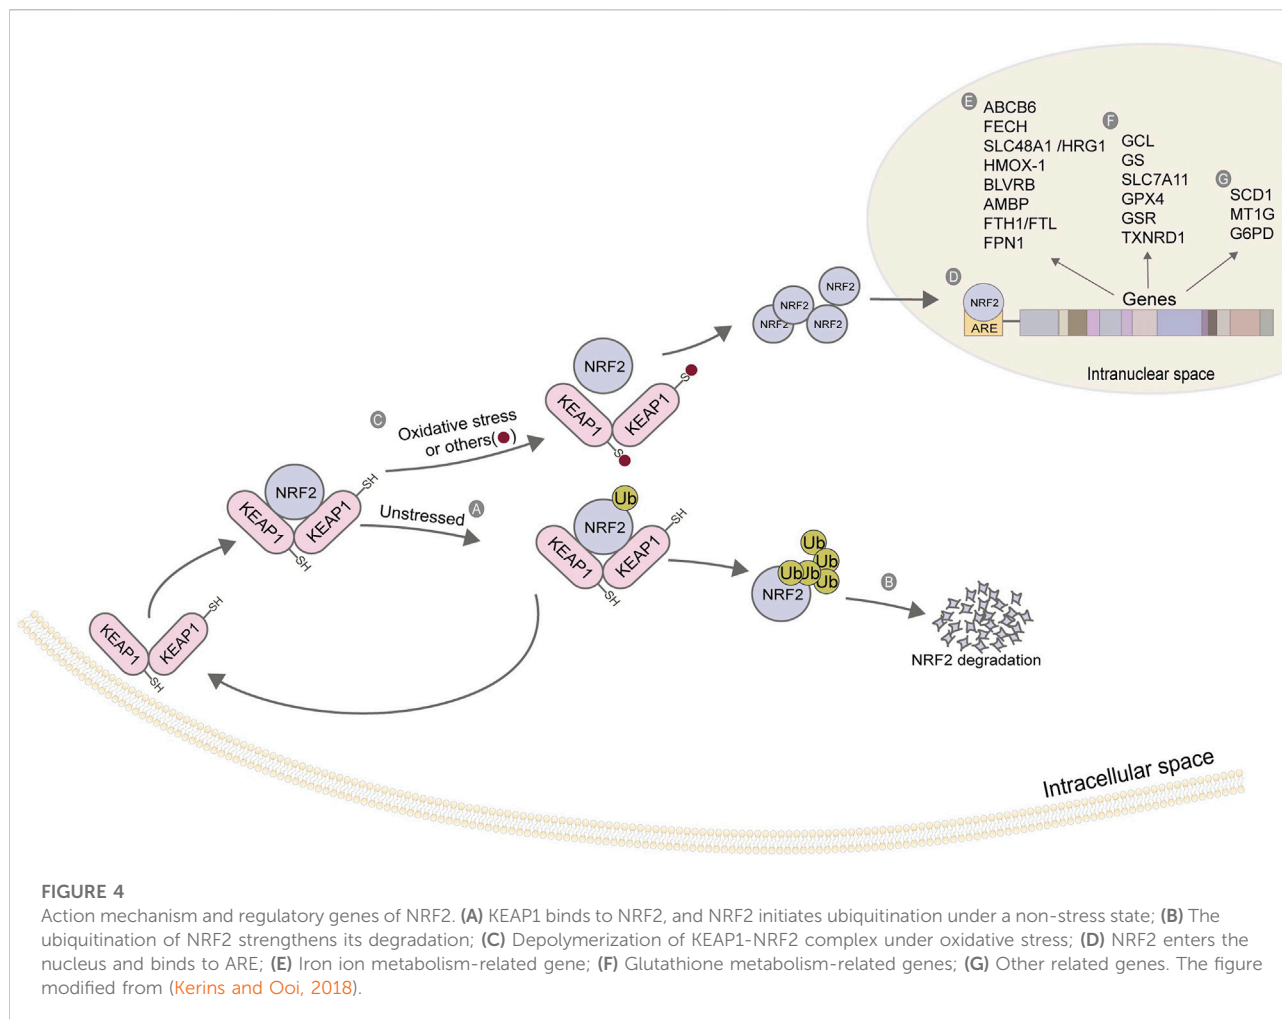 E
ABCB6
FECH
SLC48A1 /HRG1
HMOX-1
BLVRB
AMBP
FTH1/FTL
FPN1
F
GCL
GS
SLC7A11
GPX4
GSR
TXNRD1
G
SCD1
MT1G
G6PD
D
NRF2
ARE
Genes
Intranuclear space
NRF2
NRF2
NRF2
NRF2
NRF2
KEAP1
KEAP1
S
S
C
Oxidative stress
or others( )
NRF2
KEAP1
KEAP1
SH
SH
Unstressed
A
Ub
NRF2
KEAP1
KEAP1
SH
SH
Ub
Ub
Ub
Ub
Ub
NRF2
B
NRF2 degradation
KEAP1
KEAP1
SH
SH
Intracellular space
FIGURE 4
Action mechanism and regulatory genes of NRF2. (A) KEAP1 binds to NRF2, and NRF2 initiates ubiquitination under a non-stress state; (B) The
ubiquitination of NRF2 strengthens its degradation; (C) Depolymerization of KEAP1-NRF2 complex under oxidative stress; (D) NRF2 enters the
nucleus and binds to ARE; (E) Iron ion metabolism-related gene; (F) Glutathione metabolism-related genes; (G) Other related genes. The figure
modified from (Kerins and Ooi, 2018).